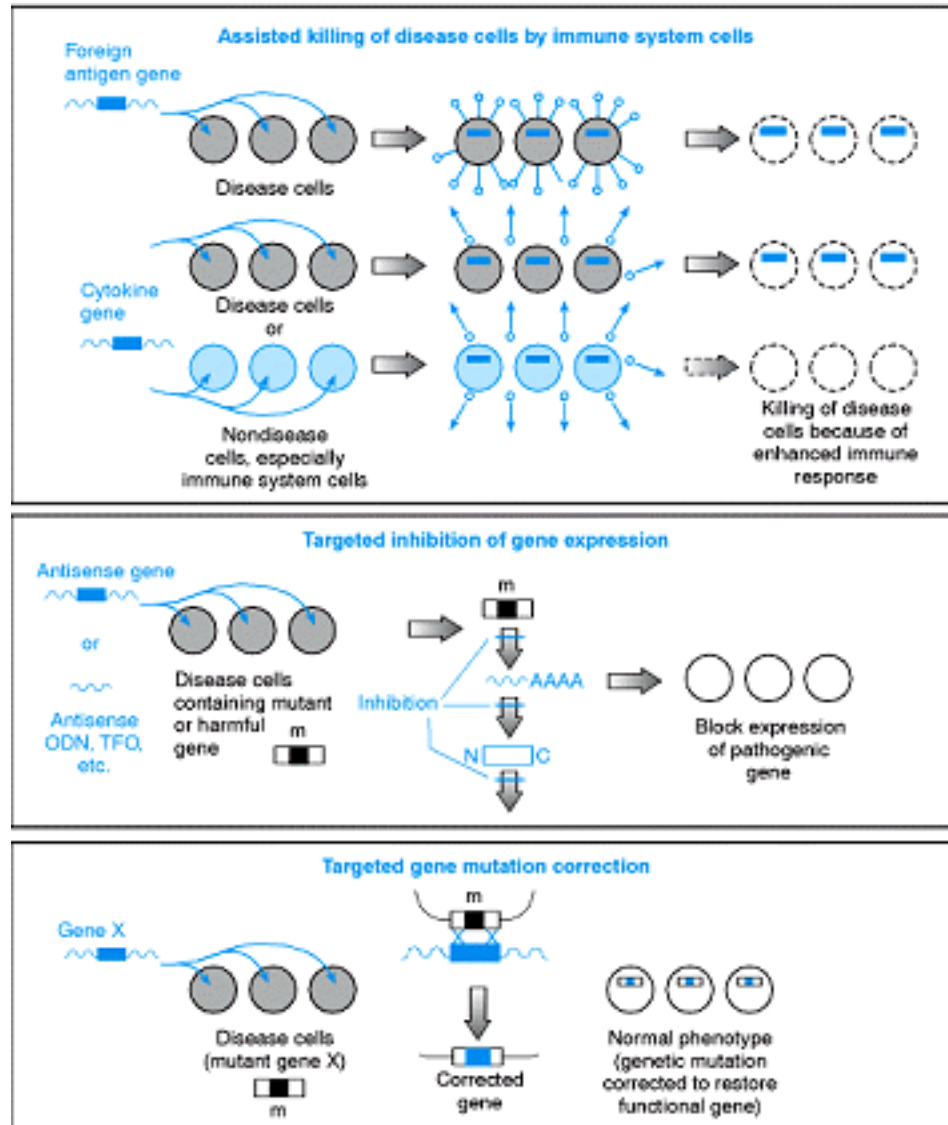 Assisted killing of disease cells by immune system cells
Foreign
antigen gene
Disease cells
Cytokine
gene
Disease cells
or
Nondisease
cells, especially
immune system cells
Killing of disease
cells because of
enhanced immune
response
Targeted inhibition of gene expression
Antisense gene
or
Antisense
ODN, TFO,
etc.
Disease cells
containing mutant
or harmful
gene
m
m
Inhibition
AAAA
N C
Block expression
of pathogenic
gene
Targeted gene mutation correction
Gene X
Disease cells
(mutant gene X)
m
m
Corrected
gene
Normal phenotype
(genetic mutation
corrected to restore
functional gene)